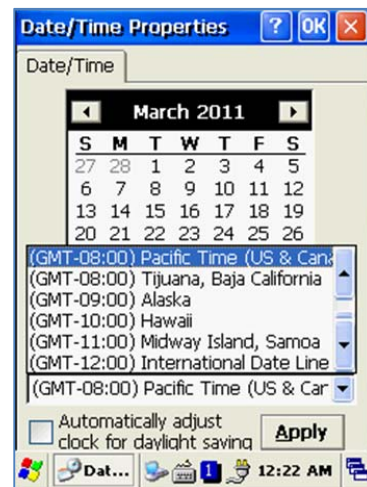 Date/Time Properties ? OK
Date/Time
March 2011
S M T W T F S
27 28 1 2 3 4 5
6 7 8 9 10 11 12
13 14 15 16 17 18 19
20 21 22 23 24 25 26
(GMT-08:00) Pacific Time (US & Cana
(GMT-08:00) Tijuana, Baja California
(GMT-09:00) Alaska
(GMT-10:00) Hawaii
(GMT-11:00) Midway Island, Samoa
(GMT-12:00) International Date Line
(GMT-08:00) Pacific Time (US & Car
Automatically adjust
clock for daylight saving Apply
Dat... 1 12:22 AM